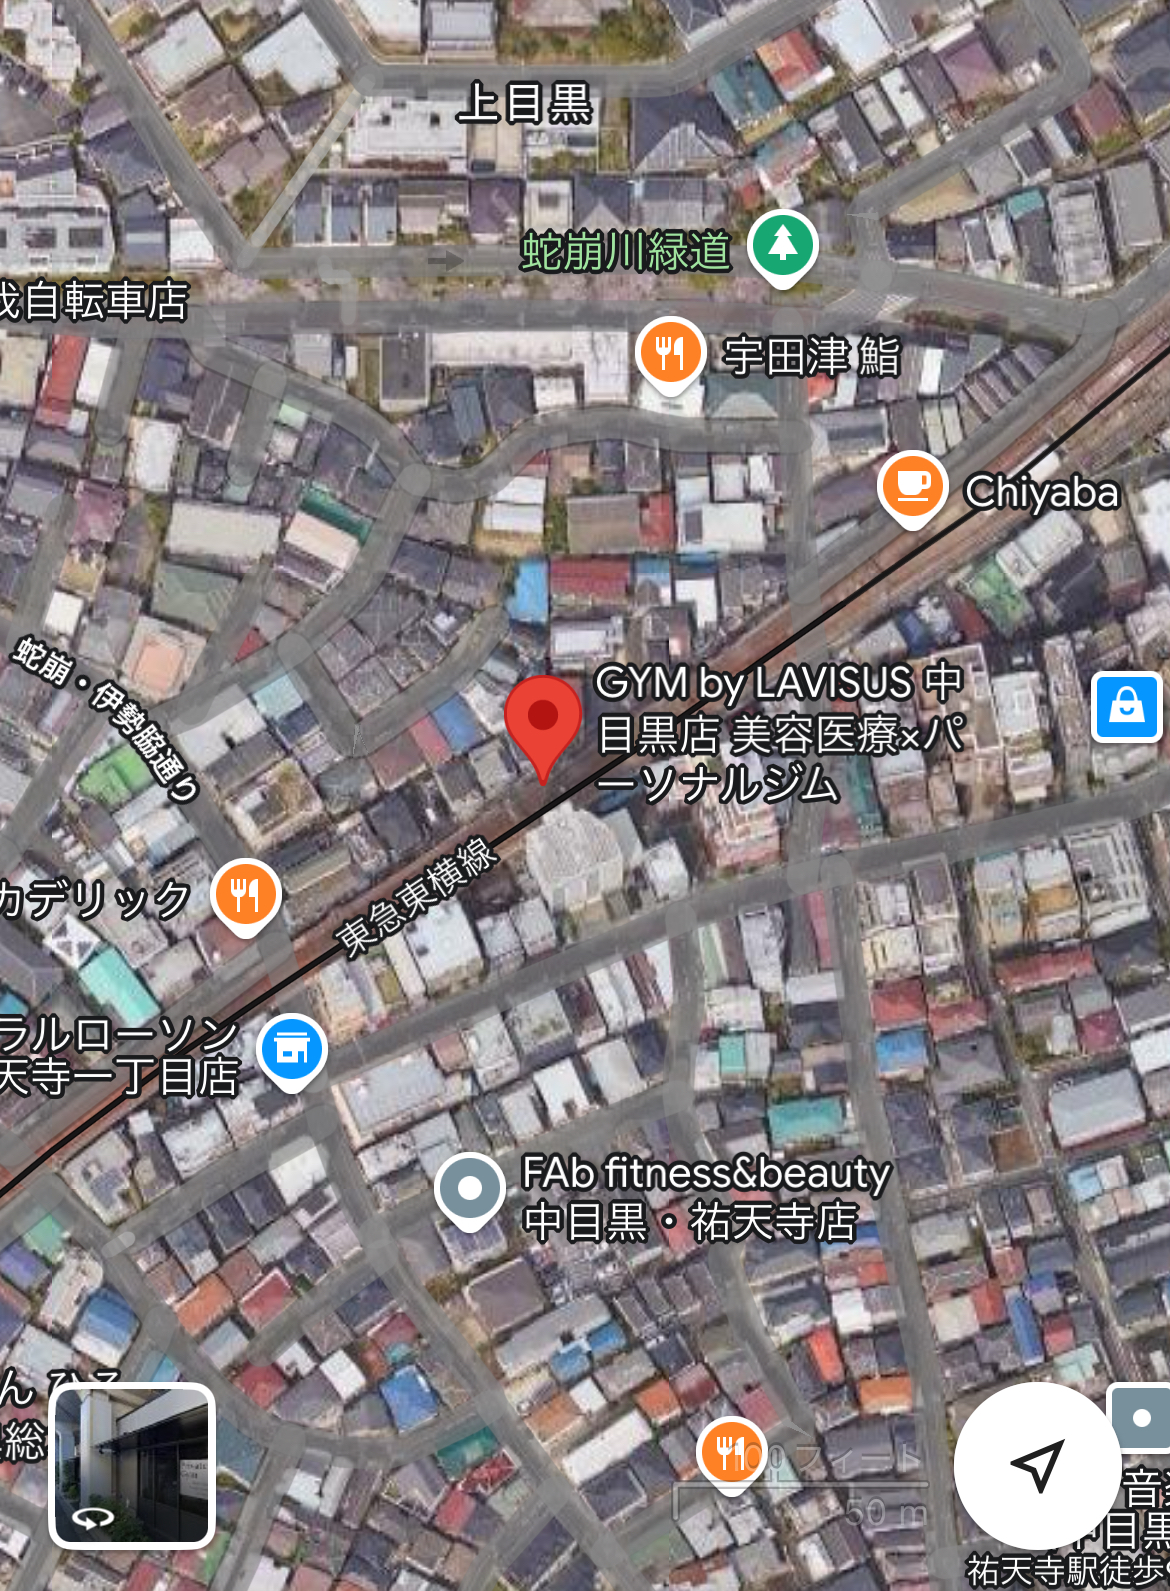 上目黒
蛇崩川緑道
我自転車店
宇田津 鮨
Chiyaba
蛇崩・伊勢脇通り
GYM by LAVISUS 中
目黒店 美容医療×パ
ーソナルジム
東急東横線
カデリック
ラルローソン
天寺一丁目店
FAb fitness&beauty
中目黒・祐天寺店
ん ひろ
総
100 フィート
50 m
音楽
中目黒
祐天寺駅徒歩